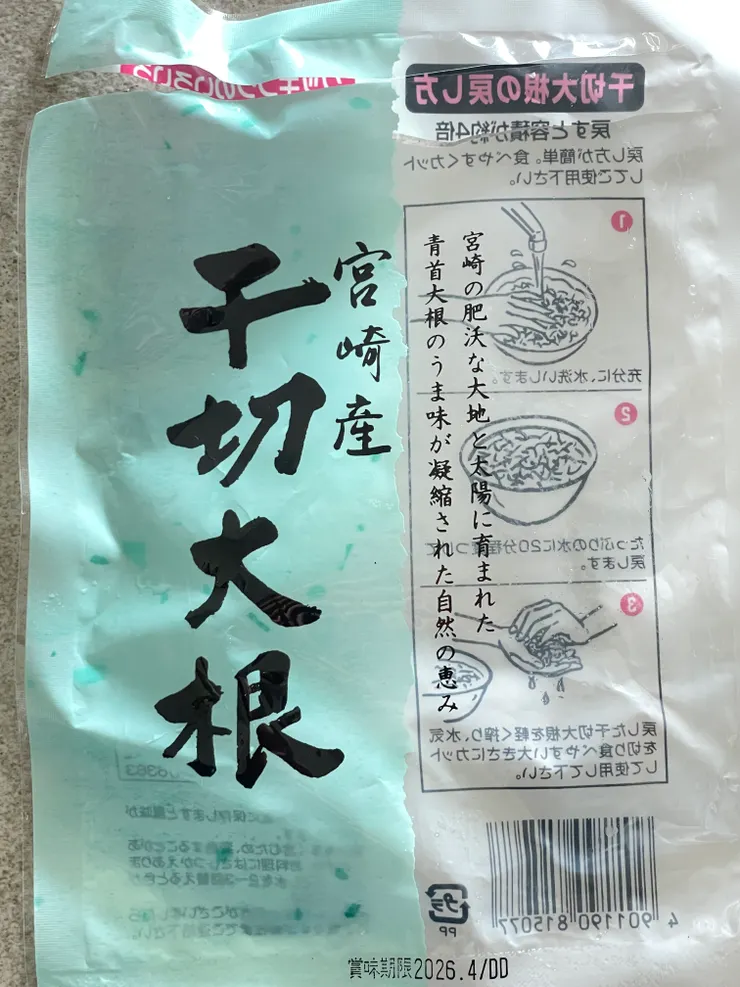 宮崎産
千切大根
宮崎の肥沃な大地と太陽に育まれた
青首大根のうま味が凝縮された自然の恵み
千切大根の戻し方
戻すと容積が約4倍
戻し方が簡単。食べやすくカット
してご使用下さい。
1
充分に、水洗いします。
2
たっぷりの水に20分程度つけて
戻します。
3
戻した千切大根を軽く搾り、水気
を切り食べやすい大きさにカット
して使用して下さい。
プラ
PP
4 901190 815077
賞味期限2026.4/DD